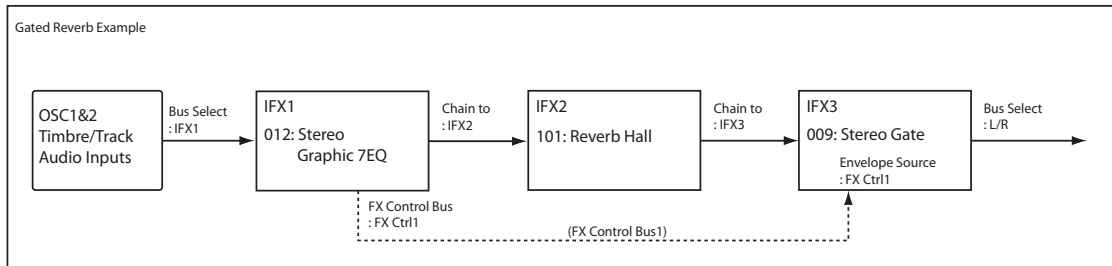 Gated Reverb Example
OSC1&2
Timbre/Track
Audio Inputs
Bus Select
: IFX1
IFX1
012: Stereo
Graphic 7EQ
Chain to
: IFX2
IFX2
101: Reverb Hall
Chain to
: IFX3
IFX3
009: Stereo Gate
Envelope Source
: FX Ctrl1
Bus Select
: L/R
FX Control Bus
: FX Ctrl1
(FX Control Bus1)